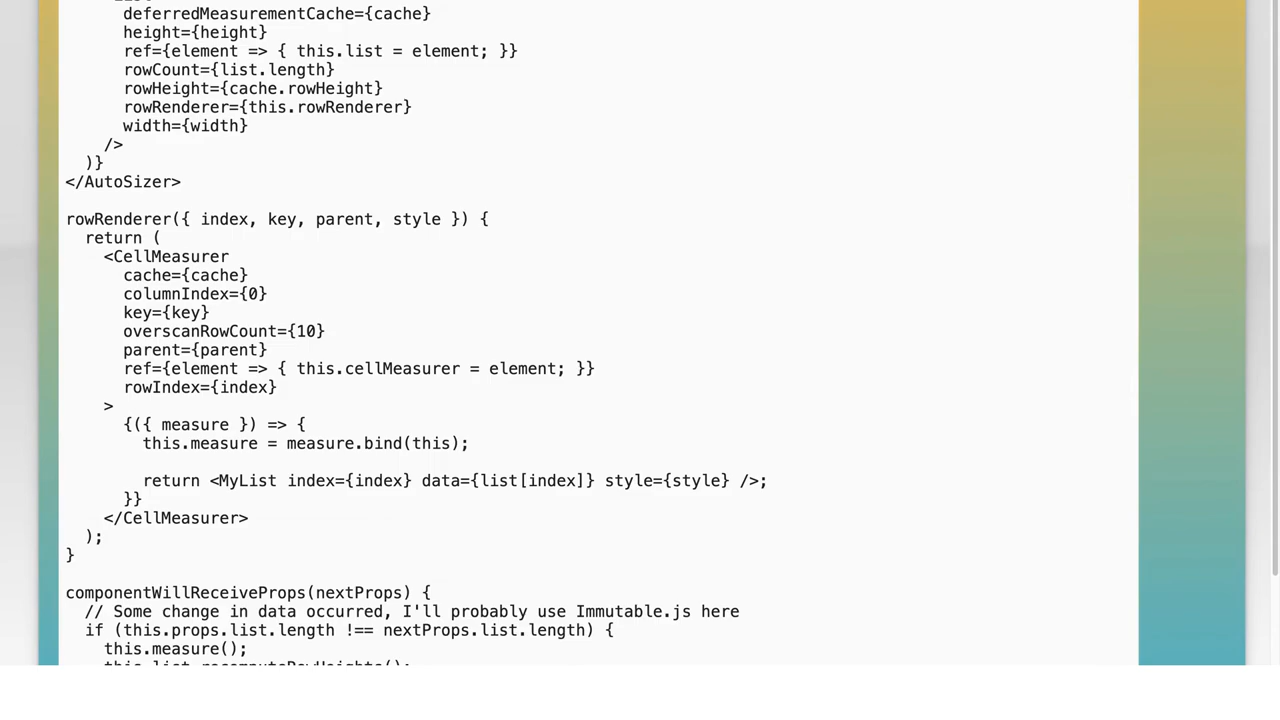 deferredMeasurementCache={cache}
height={height}
ref={element => { this.list = element; }}
rowCount={list.length}
rowHeight={cache.rowHeight}
rowRenderer={this.rowRenderer}
width={width}
/>
)}
</AutoSizer>
rowRenderer({ index, key, parent, style }) {
return (
<CellMeasurer
cache={cache}
columnIndex={0}
key={key}
overscanRowCount={10}
parent={parent}
ref={element => { this.cellMeasurer = element; }}
rowIndex={index}
>
{({ measure }) => {
this.measure = measure.bind(this);
return <MyList index={index} data={list[index]} style={style} />;
}}
</CellMeasurer>
);
}
componentWillReceiveProps(nextProps) {
// Some change in data occurred, I'll probably use Immutable.js here
if (this.props.list.length !== nextProps.list.length) {
this.measure();
this.list.recomputeRowHeights();